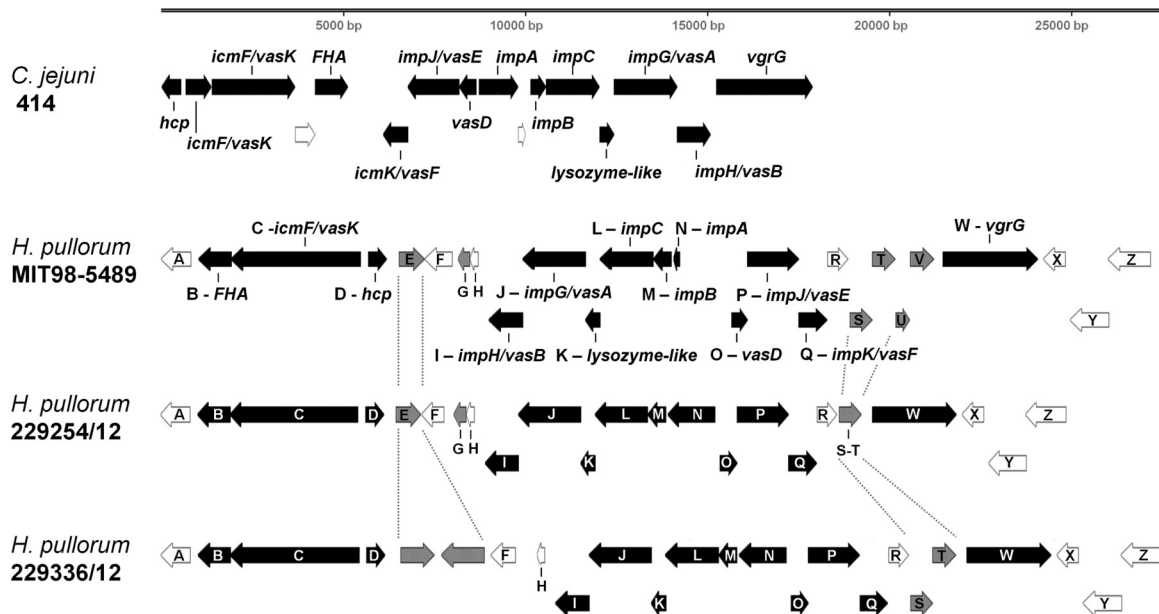 5000 bp 10000 bp 15000 bp 20000 bp 25000 bp
C. jejuni
414
icmF/vasK FHA impJ/vasE impA impC impG/vasA vgrG
hcp vasD impB
icmF/vasK icmK/vasF lysozyme-like impH/vasB
H. pullorum
MIT98-5489
C -icmF/vasK L – impC N – impA W - vgrG
A E F R T V X Z
G H
B - FHA D - hcp J – impG/vasA M – impB P – impJ/vasE
S U Y
I – impH/vasB K – lysozyme-like O – vasD Q – impK/vasF
H. pullorum
229254/12
A B C D E F J L M N P R W X Z
G H S-T
I K O Q Y
H. pullorum
229336/12
A B C D F J L M N P R T W X Z
H
I K O Q S Y